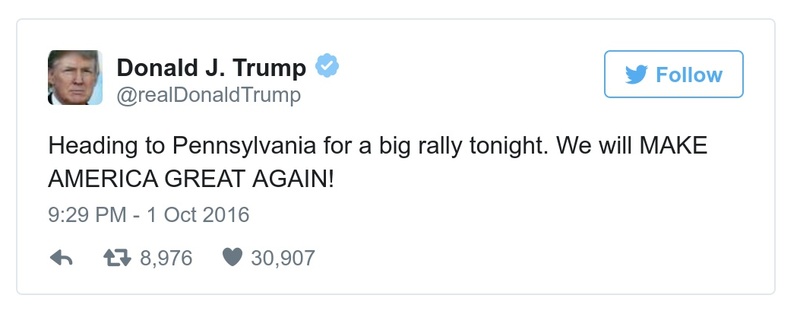 Donald J. Trump
@realDonaldTrump
Follow
Heading to Pennsylvania for a big rally tonight. We will MAKE
AMERICA GREAT AGAIN!
9:29 PM - 1 Oct 2016
8,976 30,907